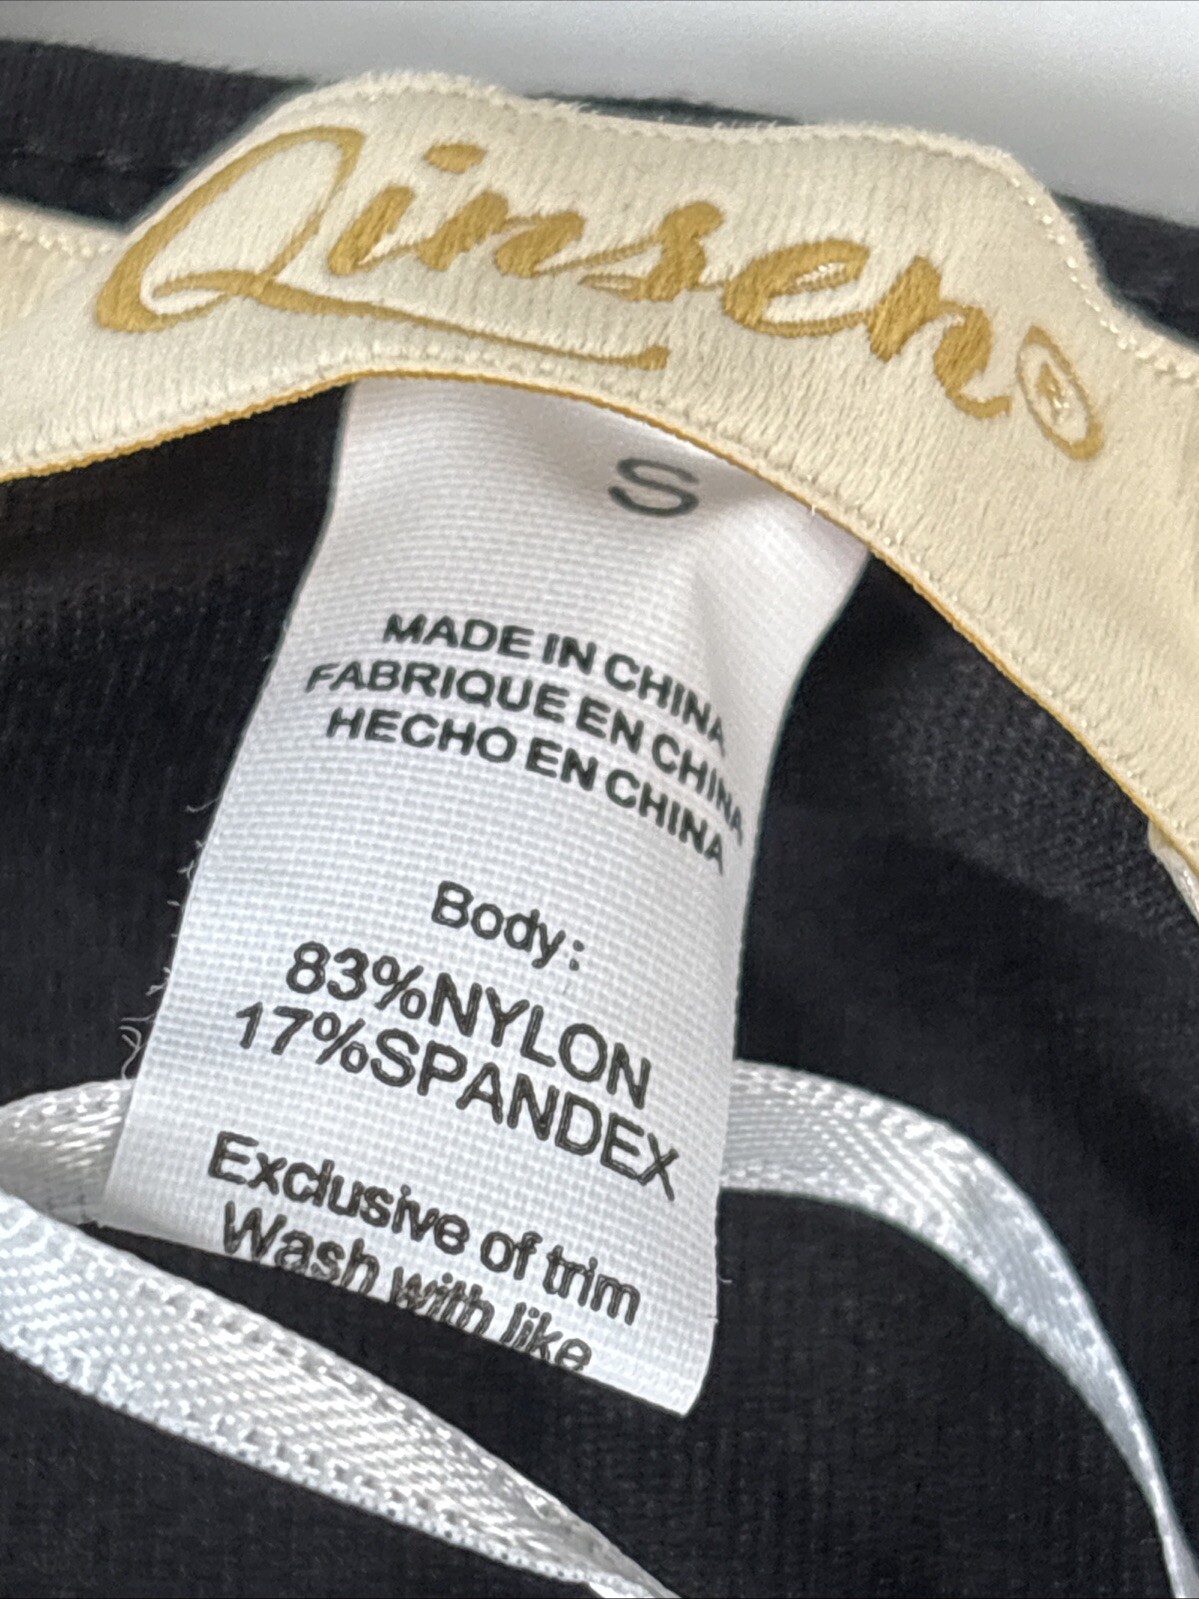 Qinsen®
S
MADE IN CHINA
FABRIQUE EN CHINA
HECHO EN CHINA
Body:
83%NYLON
17%SPANDEX
Exclusive of trim
Wash with like